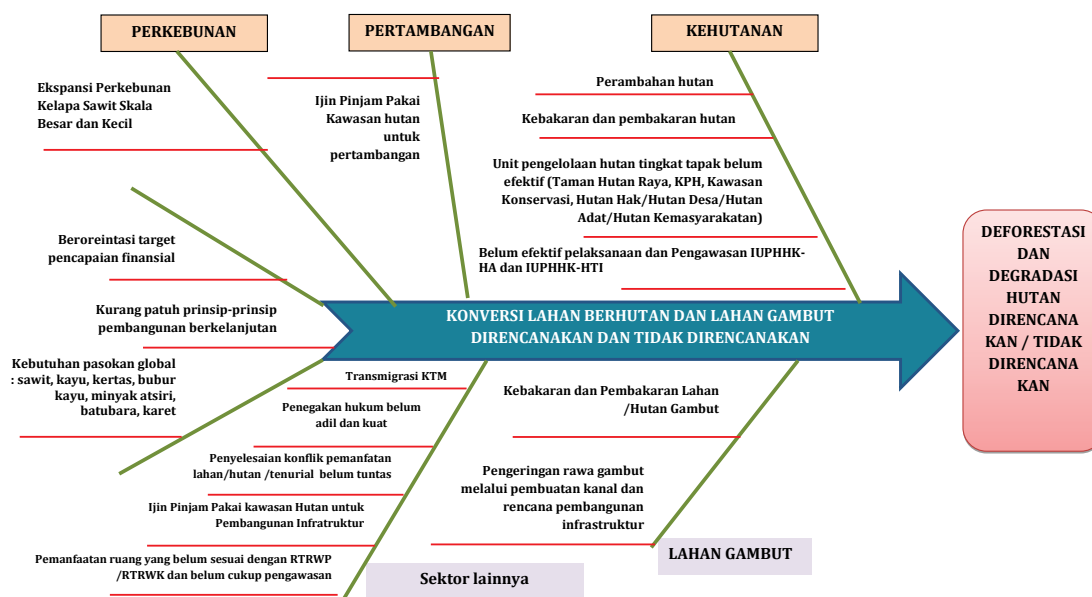 PERKEBUNAN
PERTAMBANGAN
KEHUTANAN
Ekspansi Perkebunan
Kelapa Sawit Skala
Besar dan Kecil
Ijin Pinjam Pakai
Kawasan hutan
untuk
pertambangan
Perambahan hutan
Kebakaran dan pembakaran hutan
Unit pengelolaan hutan tingkat tapak belum
efektif (Taman Hutan Raya, KPH, Kawasan
Konservasi, Hutan Hak/Hutan Desa/Hutan
Adat/Hutan Kemasyarakatan)
Belum efektif pelaksanaan dan Pengawasan IUPHHK-
HA dan IUPHHK-HTI
Beroreintasi target
pencapaian finansial
Kurang patuh prinsip-prinsip
pembangunan berkelanjutan
Kebutuhan pasokan global
: sawit, kayu, kertas, bubur
kayu, minyak atsiri,
batubara, karet
KONVERSI LAHAN BERHUTAN DAN LAHAN GAMBUT
DIRENCANAKAN DAN TIDAK DIRENCANAKAN
DEFORESTASI
DAN
DEGRADASI
HUTAN
DIRENCANA
KAN / TIDAK
DIRENCANA
KAN
Transmigrasi KTM
Penegakan hukum belum
adil dan kuat
Penyelesaian konflik pemanfatan
lahan/hutan /tenurial belum tuntas
Ijin Pinjam Pakai kawasan Hutan untuk
Pembangunan Infratruktur
Pemanfaatan ruang yang belum sesuai dengan RTRWP
/RTRWK dan belum cukup pengawasan
Sektor lainnya
Kebakaran dan Pembakaran Lahan
/Hutan Gambut
Pengeringan rawa gambut
melalui pembuatan kanal dan
rencana pembangunan
infrastruktur
LAHAN GAMBUT